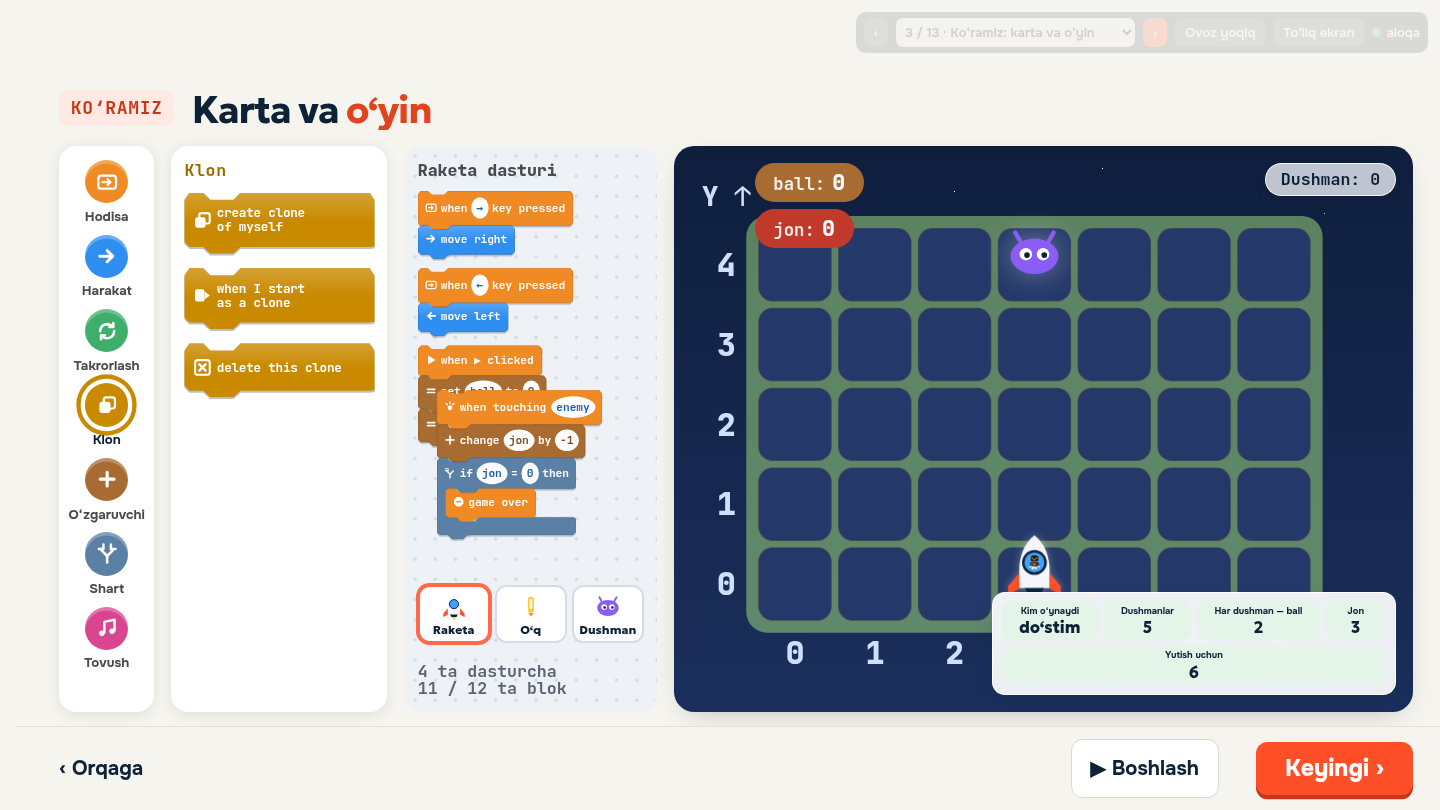 3 / 13 · Ko‘ramiz: karta va o‘yin
Ovoz yoqiq
To‘liq ekran
aloqa
KO‘RAMIZ
Karta va o‘yin
Hodisa
Harakat
Takrorlash
Klon
O‘zgaruvchi
Shart
Tovush
Klon
create clone
of myself
when I start
as a clone
delete this clone
Raketa dasturi
when → key pressed
→ move right
when ← key pressed
← move left
when ▶ clicked
when touching enemy
change jon by -1
if jon = 0 then
game over
Raketa
O‘q
Dushman
4 ta dasturcha
11 / 12 ta blok
Y ↑
ball: 0
jon: 0
Dushman: 0
4
3
2
1
0
0 1 2
Kim o‘ynaydi
do‘stim
Dushmanlar
5
Har dushman — ball
2
Jon
3
Yutish uchun
6
‹ Orqaga
▶ Boshlash
Keyingi ›